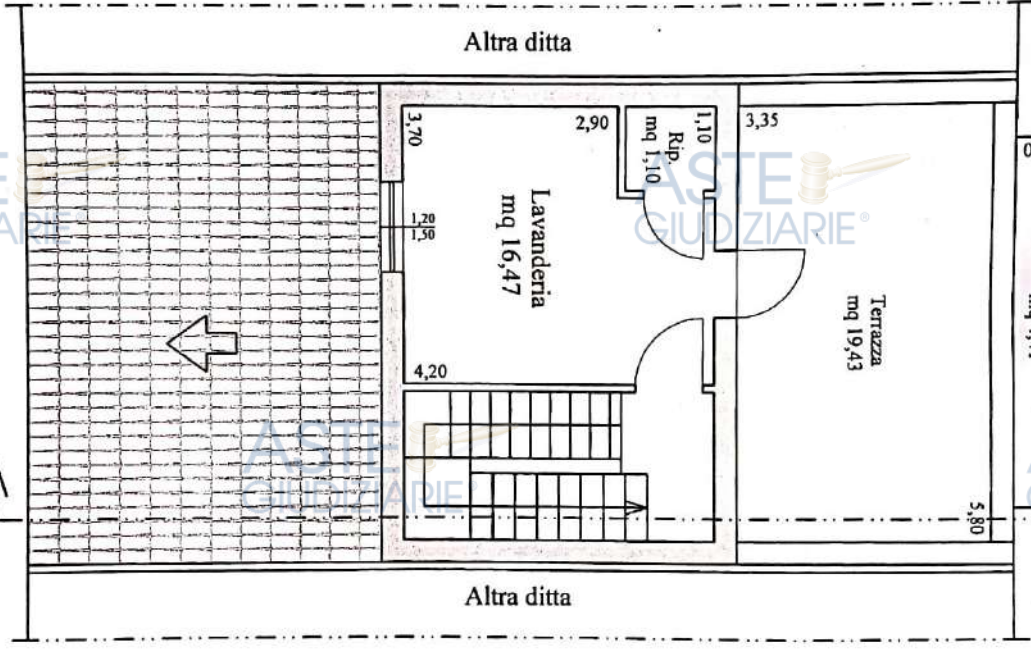 Altra ditta
3,70
2,90
Rip.
mq 1,10
1,10
3,35
ASTE
GIUDIZIARIE®
1,20
1,50
Lavanderia
mq 16,47
Terrazza
mq 19,43
4,20
ASTE
GIUDIZIARIE®
5,80
Altra ditta